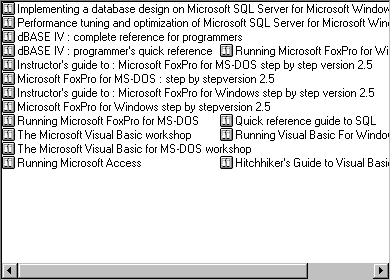 Implementing a database design on Microsoft SQL Server for Microsoft
Performance tuning and optimization of Microsoft SQL Server for Microsoft
dBASE IV : complete reference for programmers
dBASE IV : programmer's quick reference Running Microsoft FoxPro for
Instructor's guide to : Microsoft FoxPro for MS-DOS step by step version 2.5
Microsoft FoxPro for MS-DOS : step by stepversion 2.5
Instructor's guide to : Microsoft FoxPro for Windows step by step version 2.5
Microsoft FoxPro for Windows step by stepversion 2.5
Running Microsoft FoxPro for MS-DOS Quick reference guide to SQL
The Microsoft Visual Basic workshop Running Visual Basic For
The Microsoft Visual Basic for MS-DOS workshop
Running Microsoft Access Hitchhiker's Guide to Visual